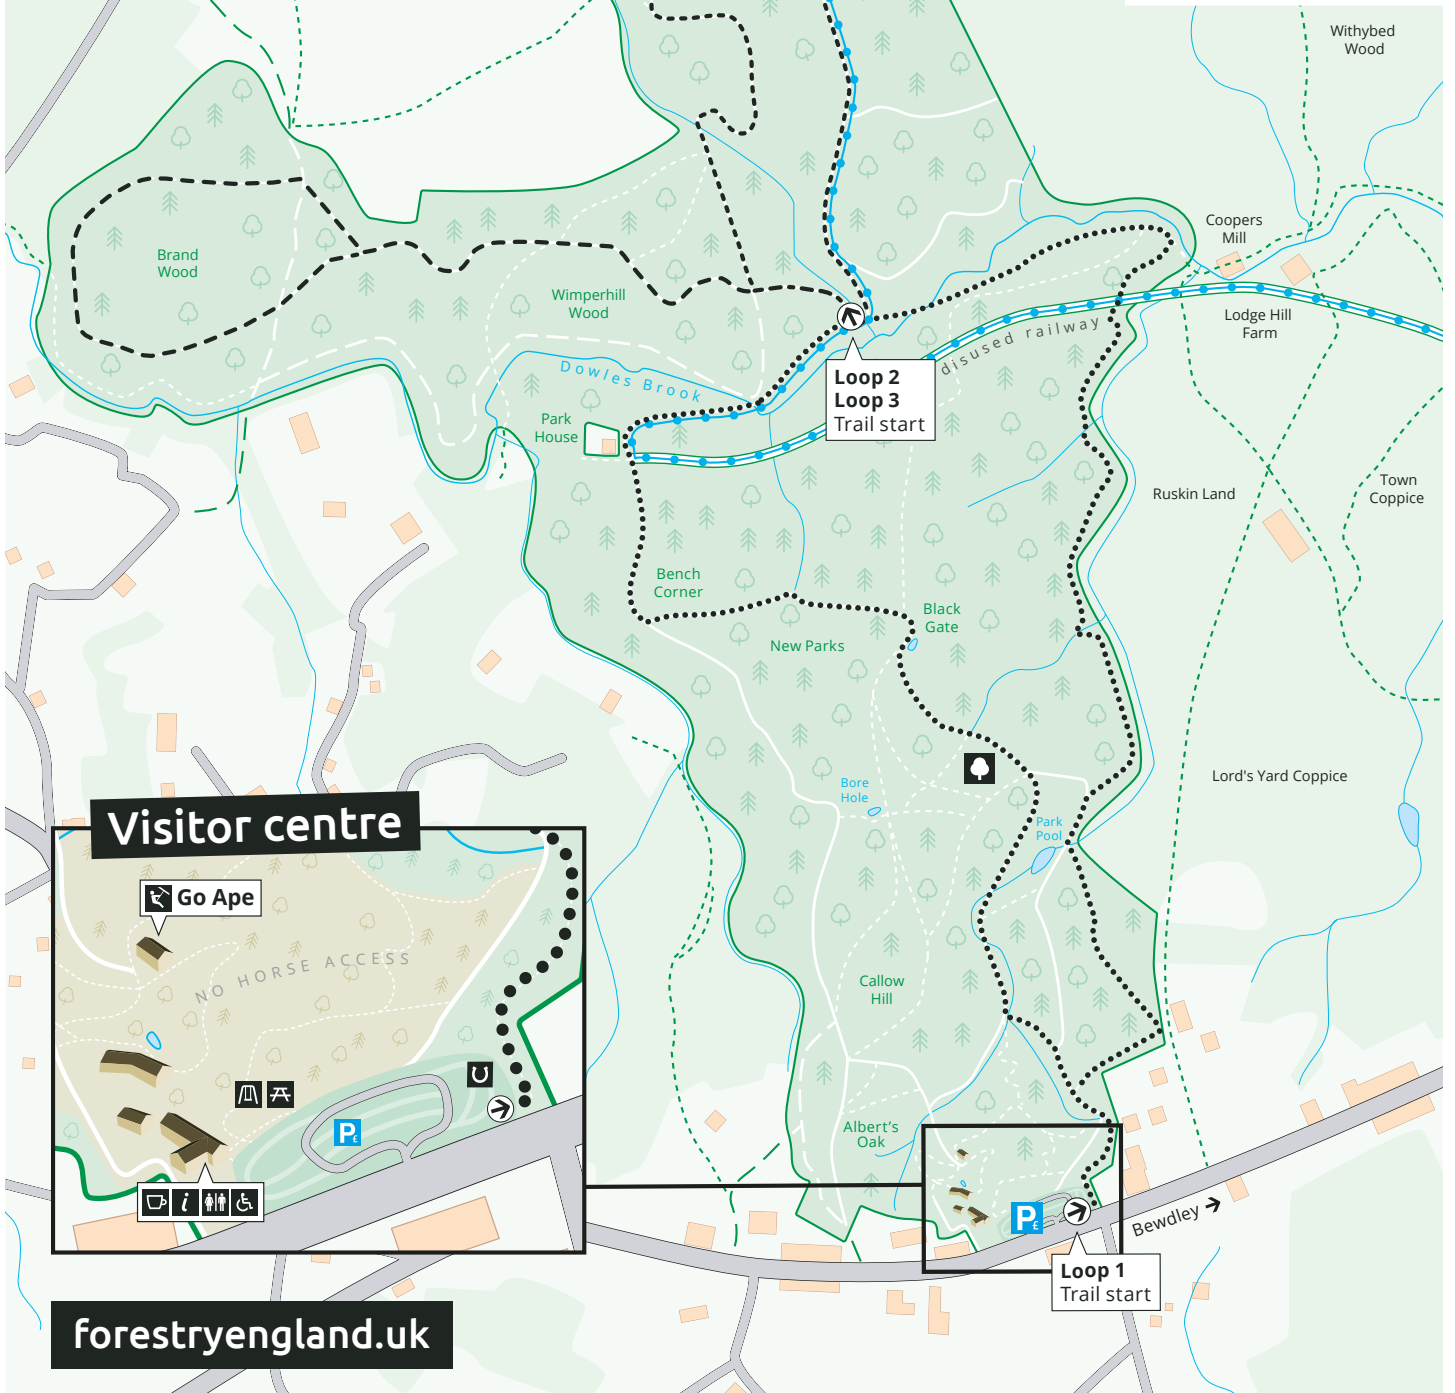 Withybed
Wood
Coopers
Mill
Brand
Wood
Wimperhill
Wood
Lodge Hill
Farm
disused railway
Dowles Brook
Loop 2
Loop 3
Trail start
Park
House
Ruskin Land
Town
Coppice
Bench
Corner
Black
Gate
New Parks
Lord's Yard Coppice
Bore
Hole
Park
Pool
Visitor centre
Go Ape
NO HORSE ACCESS
P£
i
Callow
Hill
Albert's
Oak
P£
Bewdley
Loop 1
Trail start
forestryengland.uk